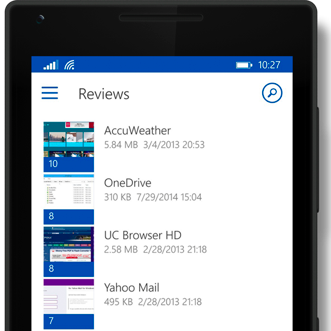 10:27
Reviews
AccuWeather
5.84 MB 3/4/2013 20:53
10
OneDrive
310 KB 7/29/2014 15:04
8
UC Browser HD
2.58 MB 2/28/2013 21:18
8
Yahoo Mail
495 KB 2/28/2013 21:18
7